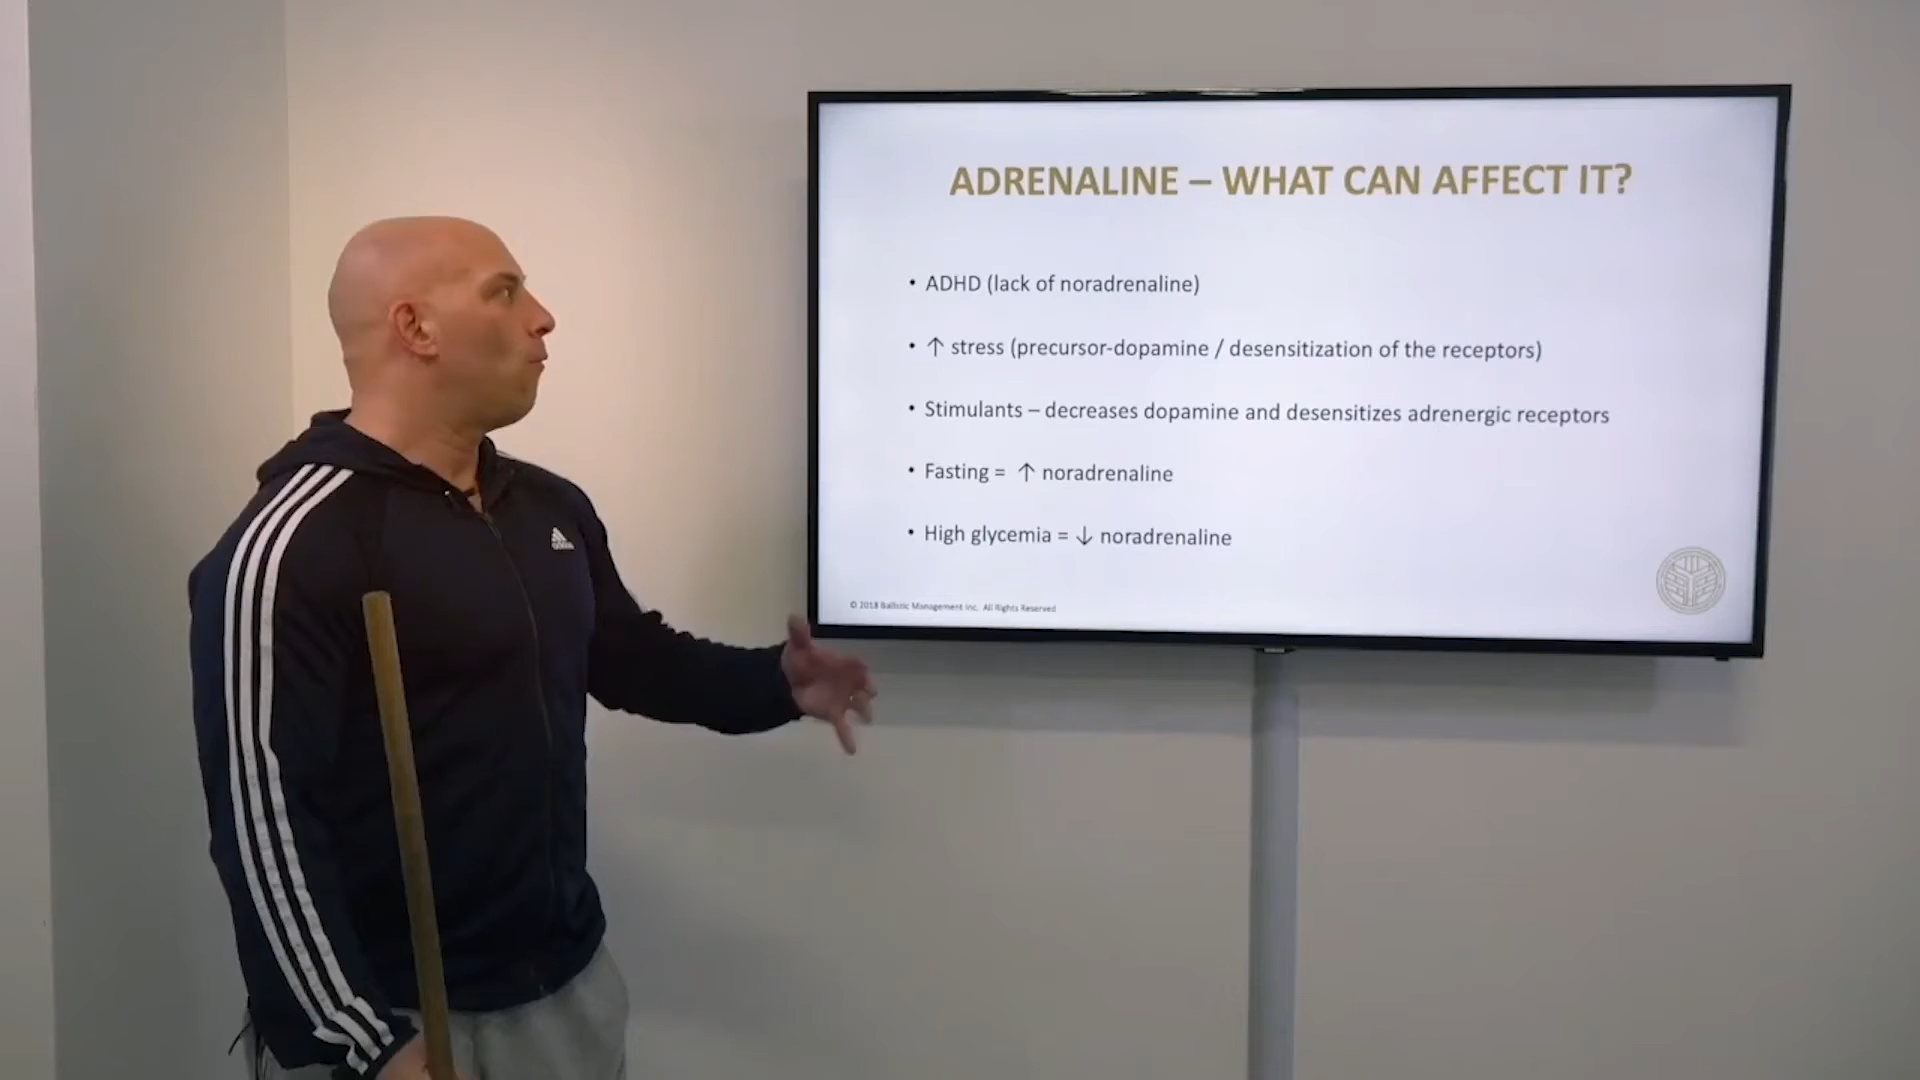 ADRENALINE – WHAT CAN AFFECT IT?
• ADHD (lack of noradrenaline)
• ↑ stress (precursor-dopamine / desensitization of the receptors)
• Stimulants – decreases dopamine and desensitizes adrenergic receptors
• Fasting = ↑ noradrenaline
• High glycemia = ↓ noradrenaline
© 2018 Ballistic Management Inc. All Rights Reserved
adidas